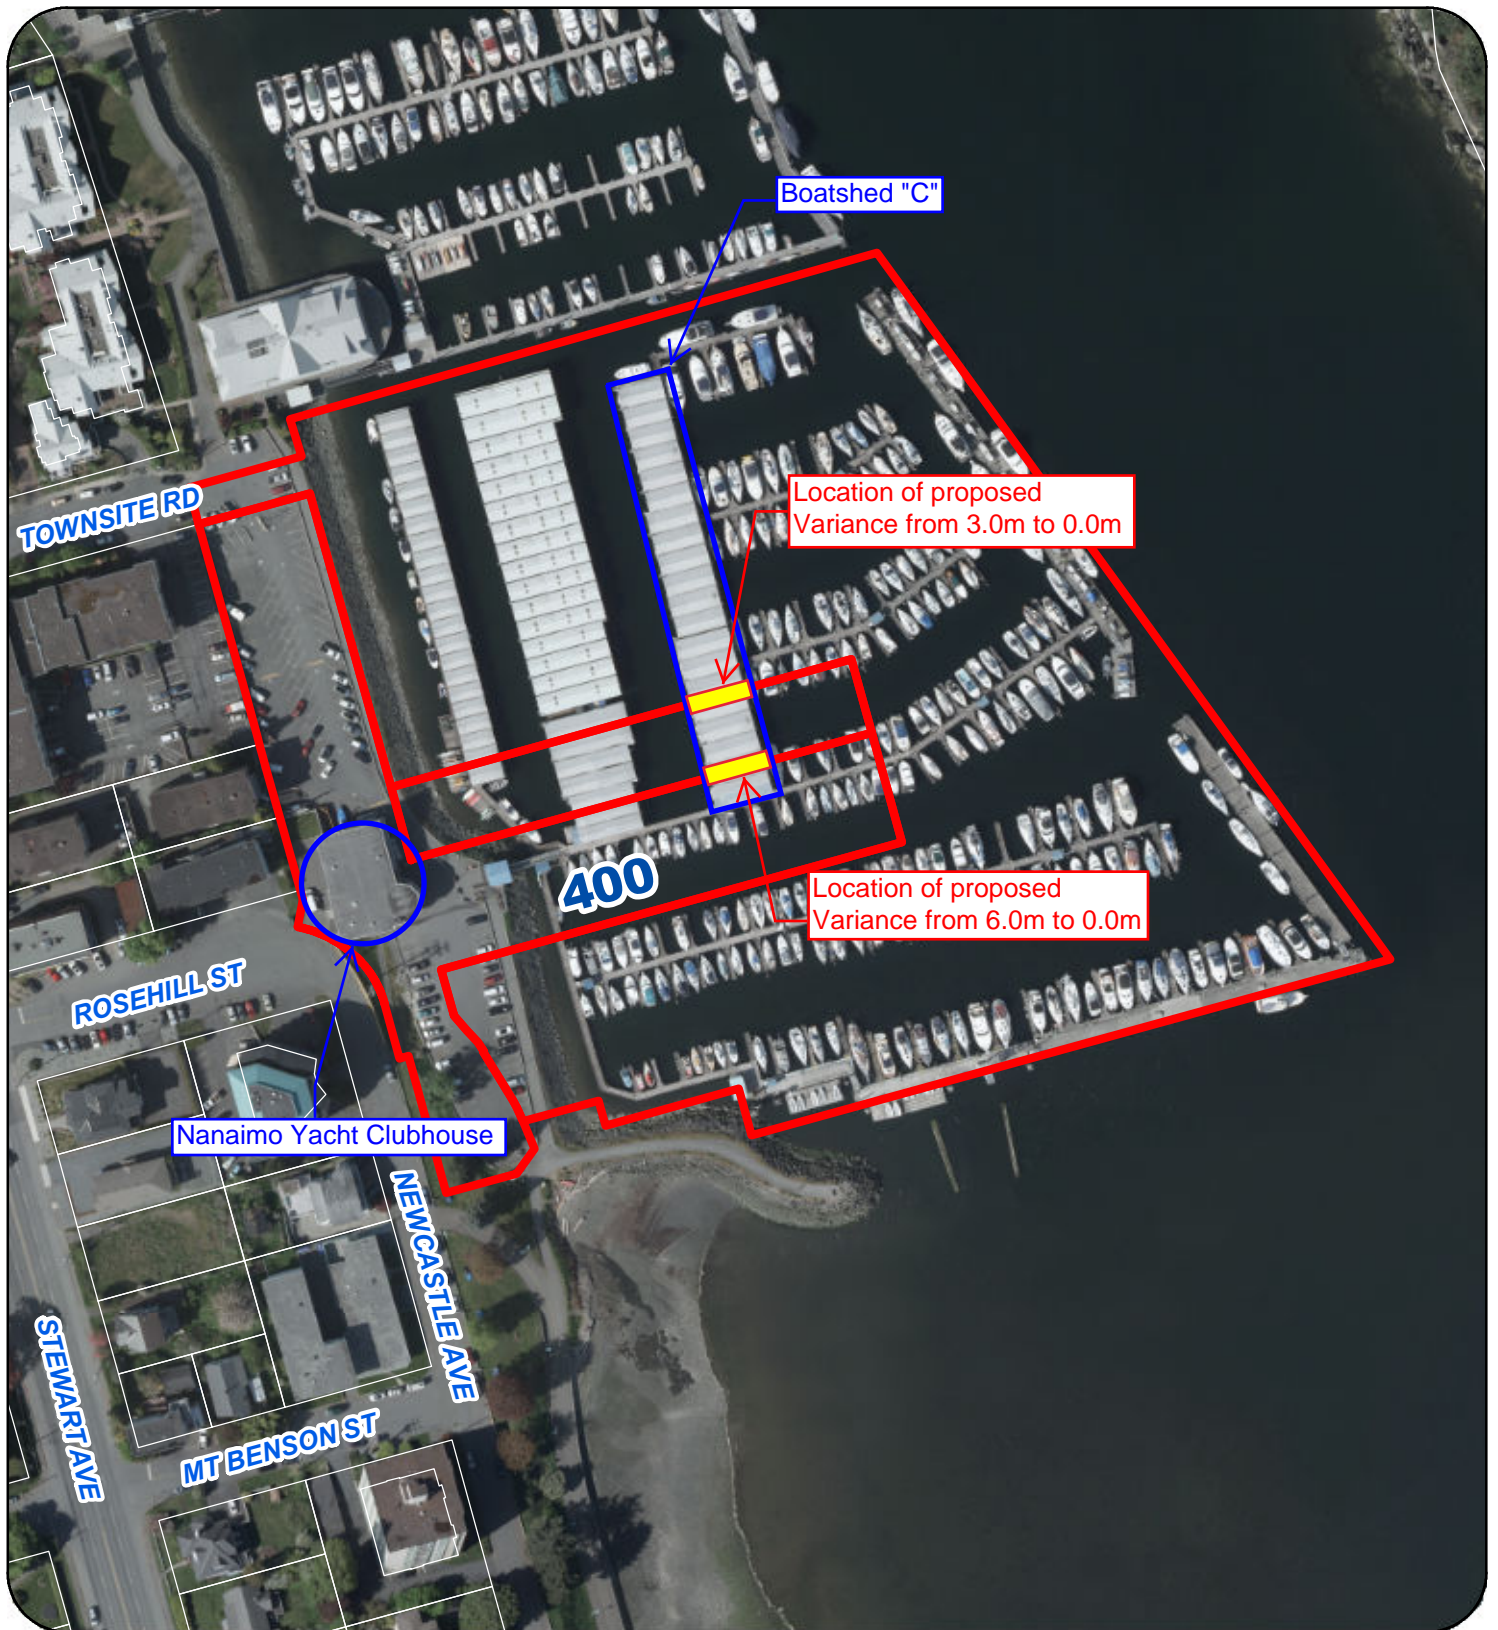 Boatshed "C"
Location of proposed
Variance from 3.0m to 0.0m
TOWNSITE RD
400
Location of proposed
Variance from 6.0m to 0.0m
ROSEHILL ST
Nanaimo Yacht Clubhouse
NEWCASTLE AVE
STEWART AVE
MT BENSON ST